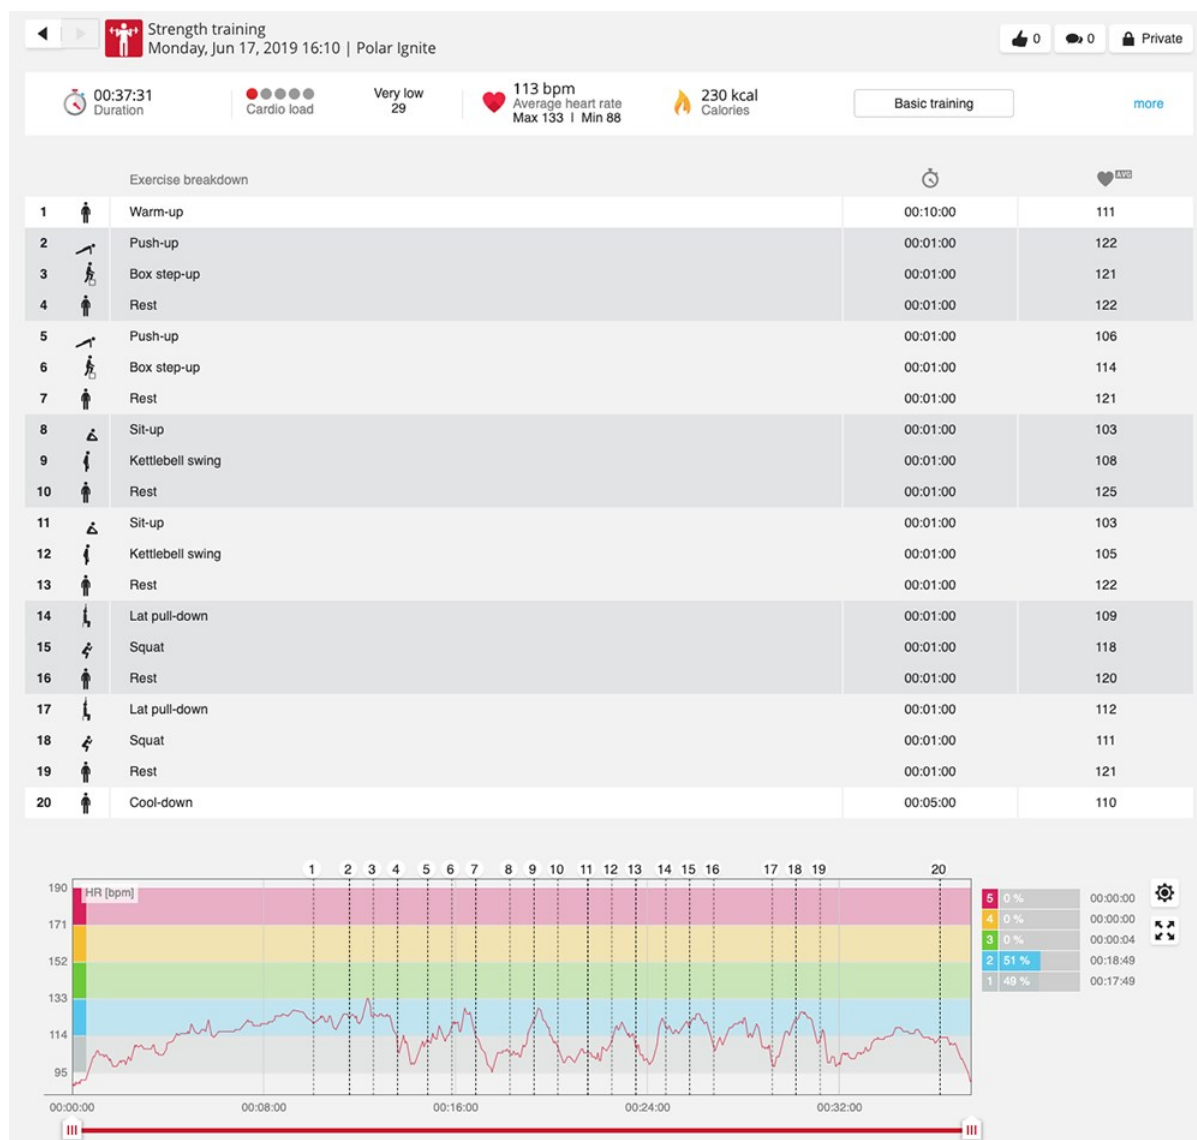 Strength training
Monday, Jun 17, 2019 16:10 | Polar Ignite
0
0
Private
00:37:31
Duration
Cardio load
Very low
29
113 bpm
Average heart rate
Max 133 | Min 88
230 kcal
Calories
Basic training
more
Exercise breakdown AVG
1 Warm-up 00:10:00 111
2 Push-up 00:01:00 122
3 Box step-up 00:01:00 121
4 Rest 00:01:00 122
5 Push-up 00:01:00 106
6 Box step-up 00:01:00 114
7 Rest 00:01:00 121
8 Sit-up 00:01:00 103
9 Kettlebell swing 00:01:00 108
10 Rest 00:01:00 125
11 Sit-up 00:01:00 103
12 Kettlebell swing 00:01:00 105
13 Rest 00:01:00 122
14 Lat pull-down 00:01:00 109
15 Squat 00:01:00 118
16 Rest 00:01:00 120
17 Lat pull-down 00:01:00 112
18 Squat 00:01:00 111
19 Rest 00:01:00 121
20 Cool-down 00:05:00 110
1 2 3 4 5 6 7 8 9 10 11 12 13 14 15 16 17 18 19 20
HR [bpm]
190
171
152
133
114
95
00:00:00 00:08:00 00:16:00 00:24:00 00:32:00
5 0 % 00:00:00
4 0 % 00:00:00
3 0 % 00:00:04
2 51 % 00:18:49
1 49 % 00:17:49